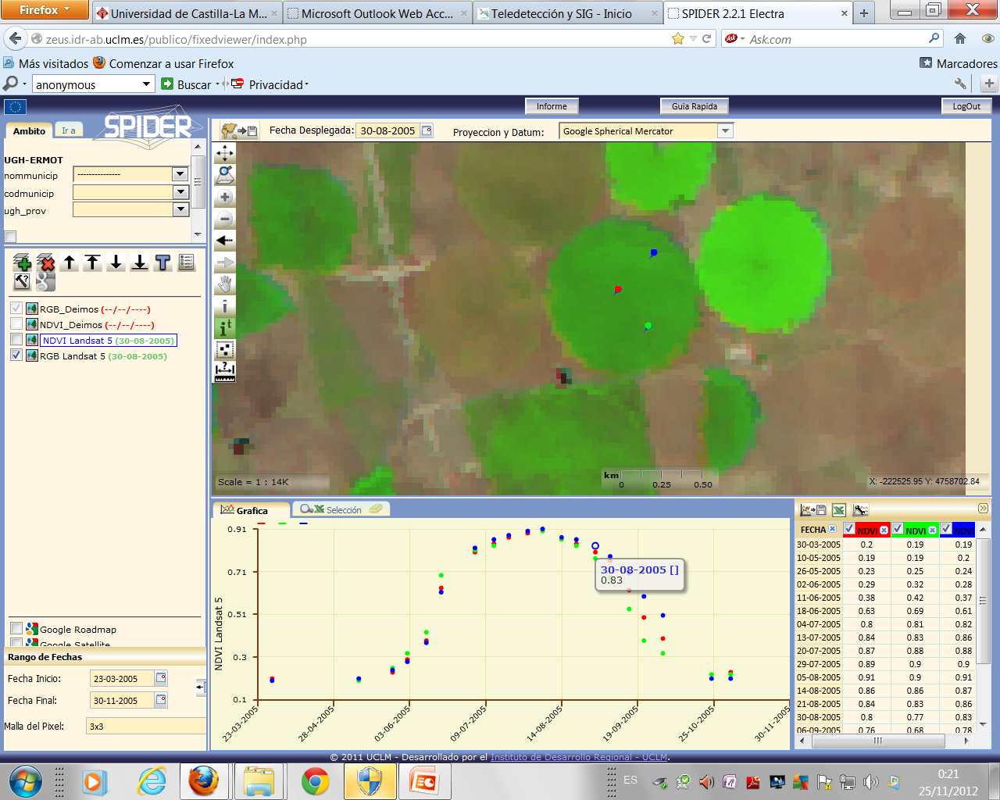 Firefox
Universidad de Castilla-La M...
Microsoft Outlook Web Acc...
Teledetección y SIG - Inicio
SPIDER 2.2.1 Electra
zeus.idr-ab.uclm.es/publico/fixedviewer/index.php
Ask
Ask.com
Más visitados
Comenzar a usar Firefox
Marcadores
anonymous
Buscar
Privacidad
Informe
Guia Rapida
LogOut
Ambito
Ir a
SPIDER
Fecha Desplegada:
30-08-2005
Proyeccion y Datum:
Google Spherical Mercator
UGH-ERMOT
nommunicip
---------------
codmunicip
ugh_prov
RGB_Deimos (--/--/----)
NDVI_Deimos (--/--/----)
NDVI Landsat 5 (30-08-2005)
RGB Landsat 5 (30-08-2005)
Google Roadmap
Google Satellite
Rango de Fechas
Fecha Inicio:
23-03-2005
Fecha Final:
30-11-2005
Malla del Pixel:
3x3
Scale = 1 : 14K
km
0
0.25
0.50
X: -222525.95 Y: 4758702.84
Grafica
Selección
NDVI Landsat 5
0.91
0.71
0.51
0.3
0.1
23-03-2005
28-04-2005
03-06-2005
09-07-2005
14-08-2005
19-09-2005
25-10-2005
30-11-2005
30-08-2005 []
0.83
FECHA NDVI NDVI NDV
30-03-2005 0.2 0.19 0.19
10-05-2005 0.19 0.19 0.2
26-05-2005 0.23 0.25 0.24
02-06-2005 0.29 0.32 0.28
11-06-2005 0.38 0.42 0.37
18-06-2005 0.63 0.69 0.61
04-07-2005 0.8 0.81 0.82
13-07-2005 0.84 0.83 0.86
20-07-2005 0.87 0.88 0.88
29-07-2005 0.89 0.9 0.9
05-08-2005 0.91 0.9 0.91
14-08-2005 0.86 0.86 0.87
21-08-2005 0.84 0.83 0.86
30-08-2005 0.8 0.77 0.83
06-09-2005 0.76 0.68 0.78
© 2011 UCLM - Desarrollado por el Instituto de Desarrollo Regional - UCLM.
ES
0:21
25/11/2012